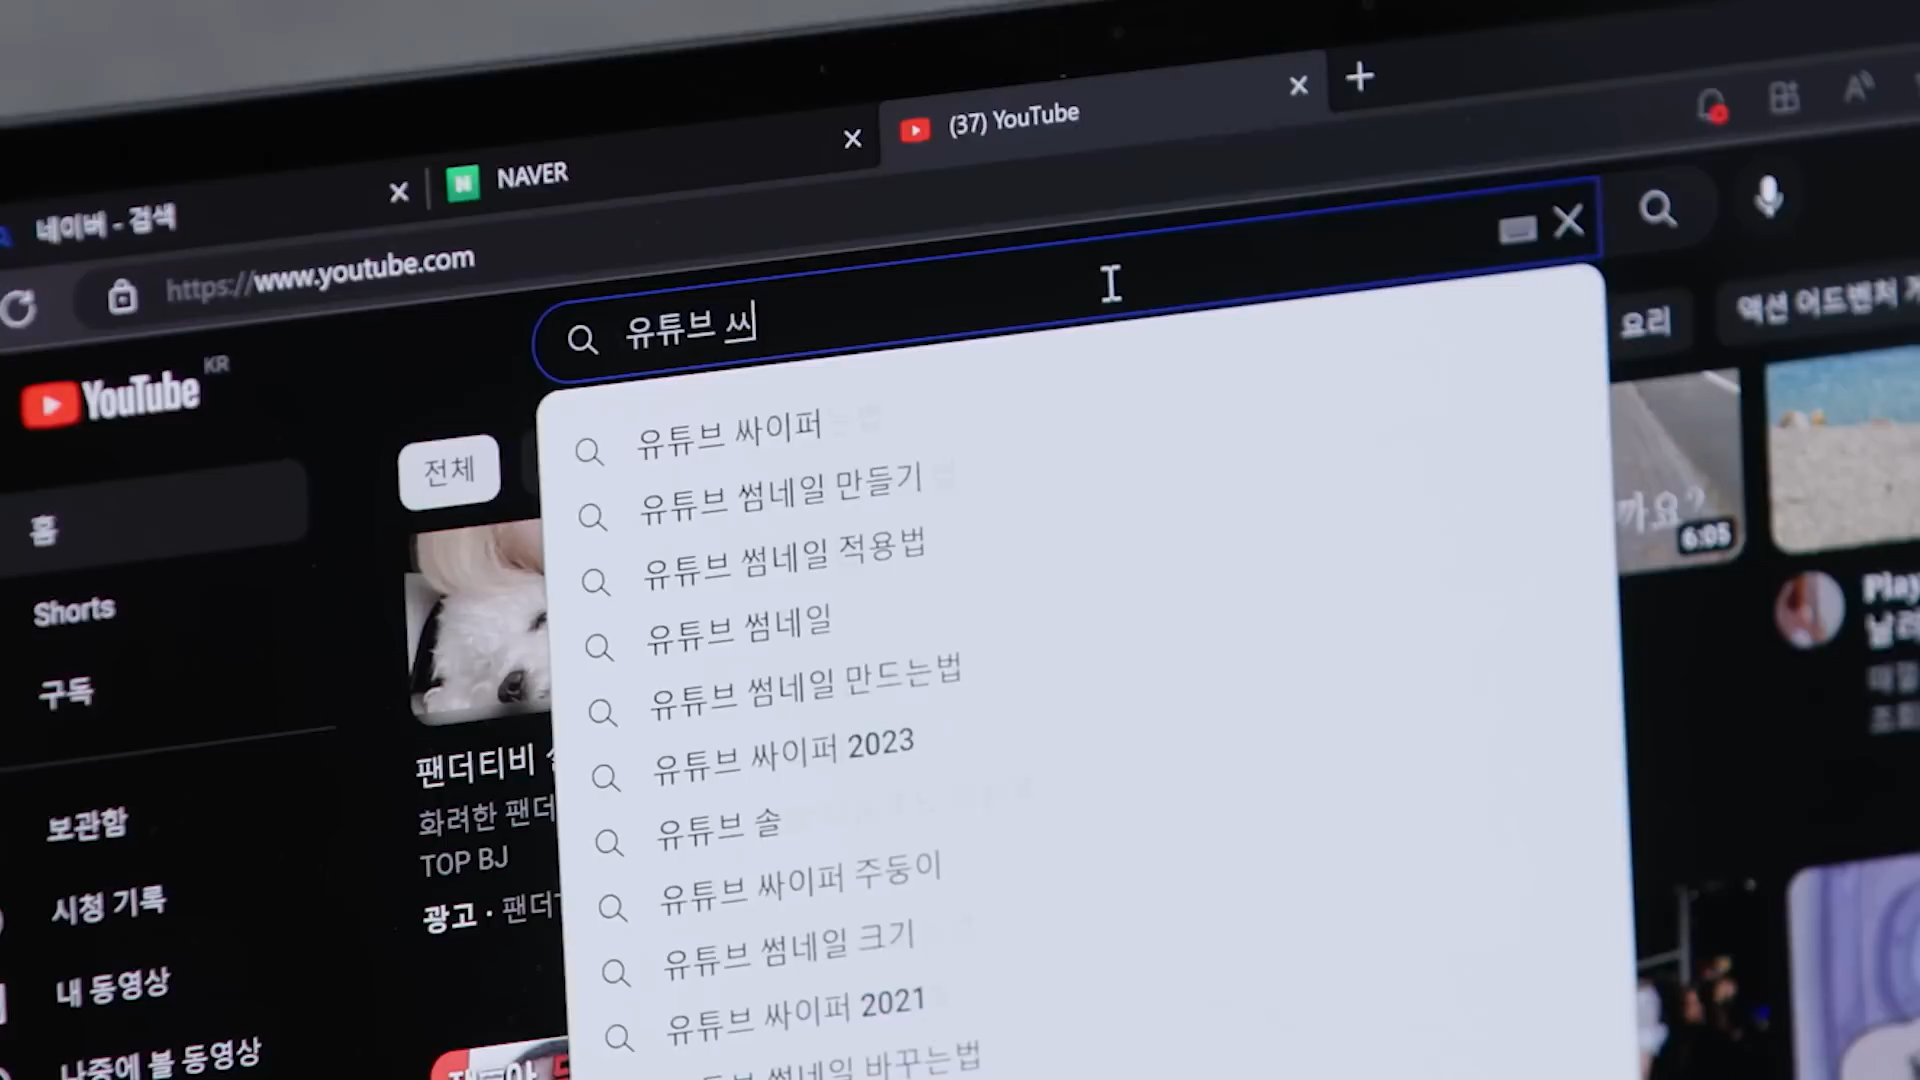 (37) YouTube
NAVER
네이버 - 검색
https://www.youtube.com
유튜브 쓰
YouTube KR
전체
요리
액션 어드벤처
홈
Shorts
구독
보관함
시청 기록
내 동영상
나중에 볼 동영상
유튜브 싸이퍼
유튜브 썸네일 만들기
유튜브 썸네일 적용법
유튜브 썸네일
유튜브 썸네일 만드는법
유튜브 싸이퍼 2023
유튜브 솔
유튜브 싸이퍼 주둥이
유튜브 썸네일 크기
유튜브 싸이퍼 2021
썸네일 바꾸는법
팬더티비
화려한 팬더
TOP BJ
광고 · 팬더
까요?
6:05
Play